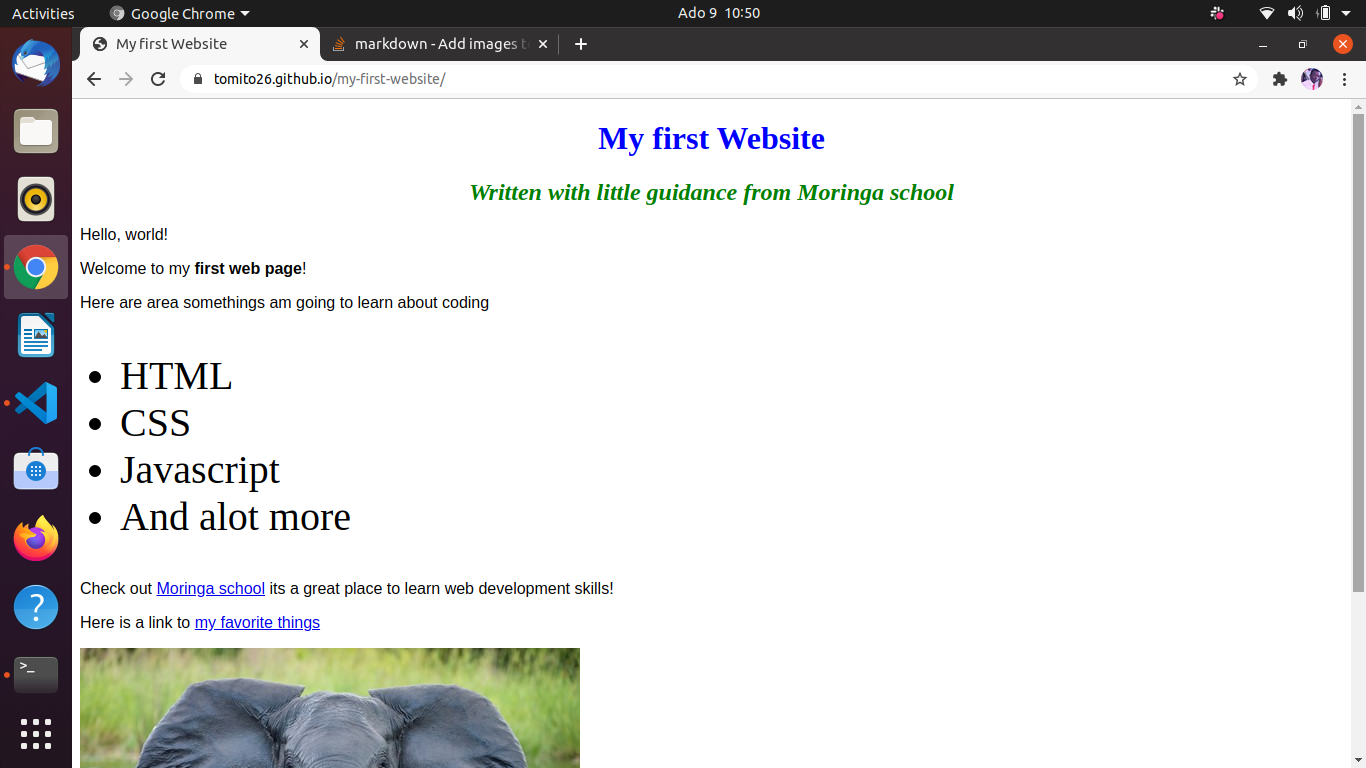 Activities
Google Chrome
Ado 9 10:50
My first Website
markdown - Add images t
tomito26.github.io/my-first-website/
My first Website
Written with little guidance from Moringa school
Hello, world!
Welcome to my first web page!
Here are area somethings am going to learn about coding
• HTML
• CSS
• Javascript
• And alot more
Check out Moringa school its a great place to learn web development skills!
Here is a link to my favorite things